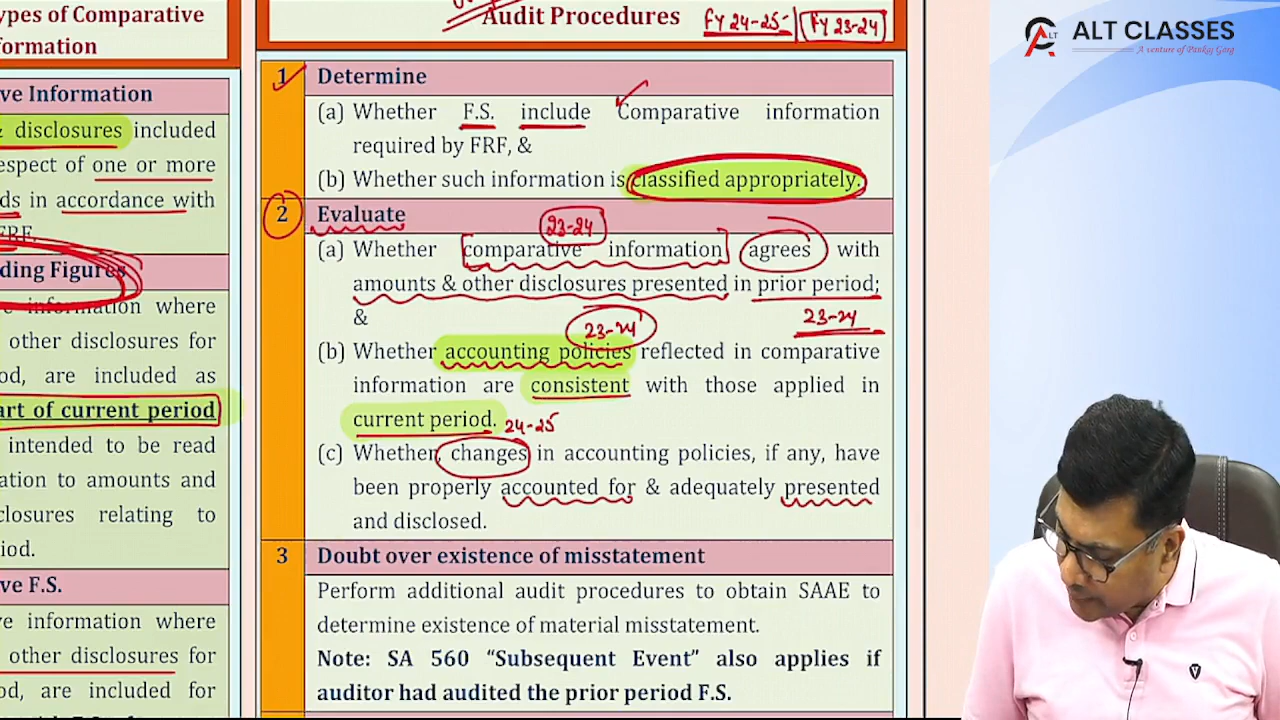 ypes of Comparative
formation
ve Information
& disclosures included
espect of one or more
ds in accordance with
FRF.
ding Figures
information where
other disclosures for
od, are included as
art of current period
intended to be read
ation to amounts and
closures relating to
iod.
ve F.S.
ve information where
other disclosures for
od, are included for
Audit Procedures
FY 24-25
FY 23-24
1 Determine
(a) Whether F.S. include Comparative information
required by FRF, &
(b) Whether such information is classified appropriately.
2 Evaluate
23-24
(a) Whether comparative information agrees with
amounts & other disclosures presented in prior period;
&
23-24
23-24
(b) Whether accounting policies reflected in comparative
information are consistent with those applied in
current period.
24-25
(c) Whether, changes in accounting policies, if any, have
been properly accounted for & adequately presented
and disclosed.
3 Doubt over existence of misstatement
Perform additional audit procedures to obtain SAAE to
determine existence of material misstatement.
Note: SA 560 “Subsequent Event” also applies if
auditor had audited the prior period F.S.
ALT
ALT CLASSES
A venture of Pankaj Garg